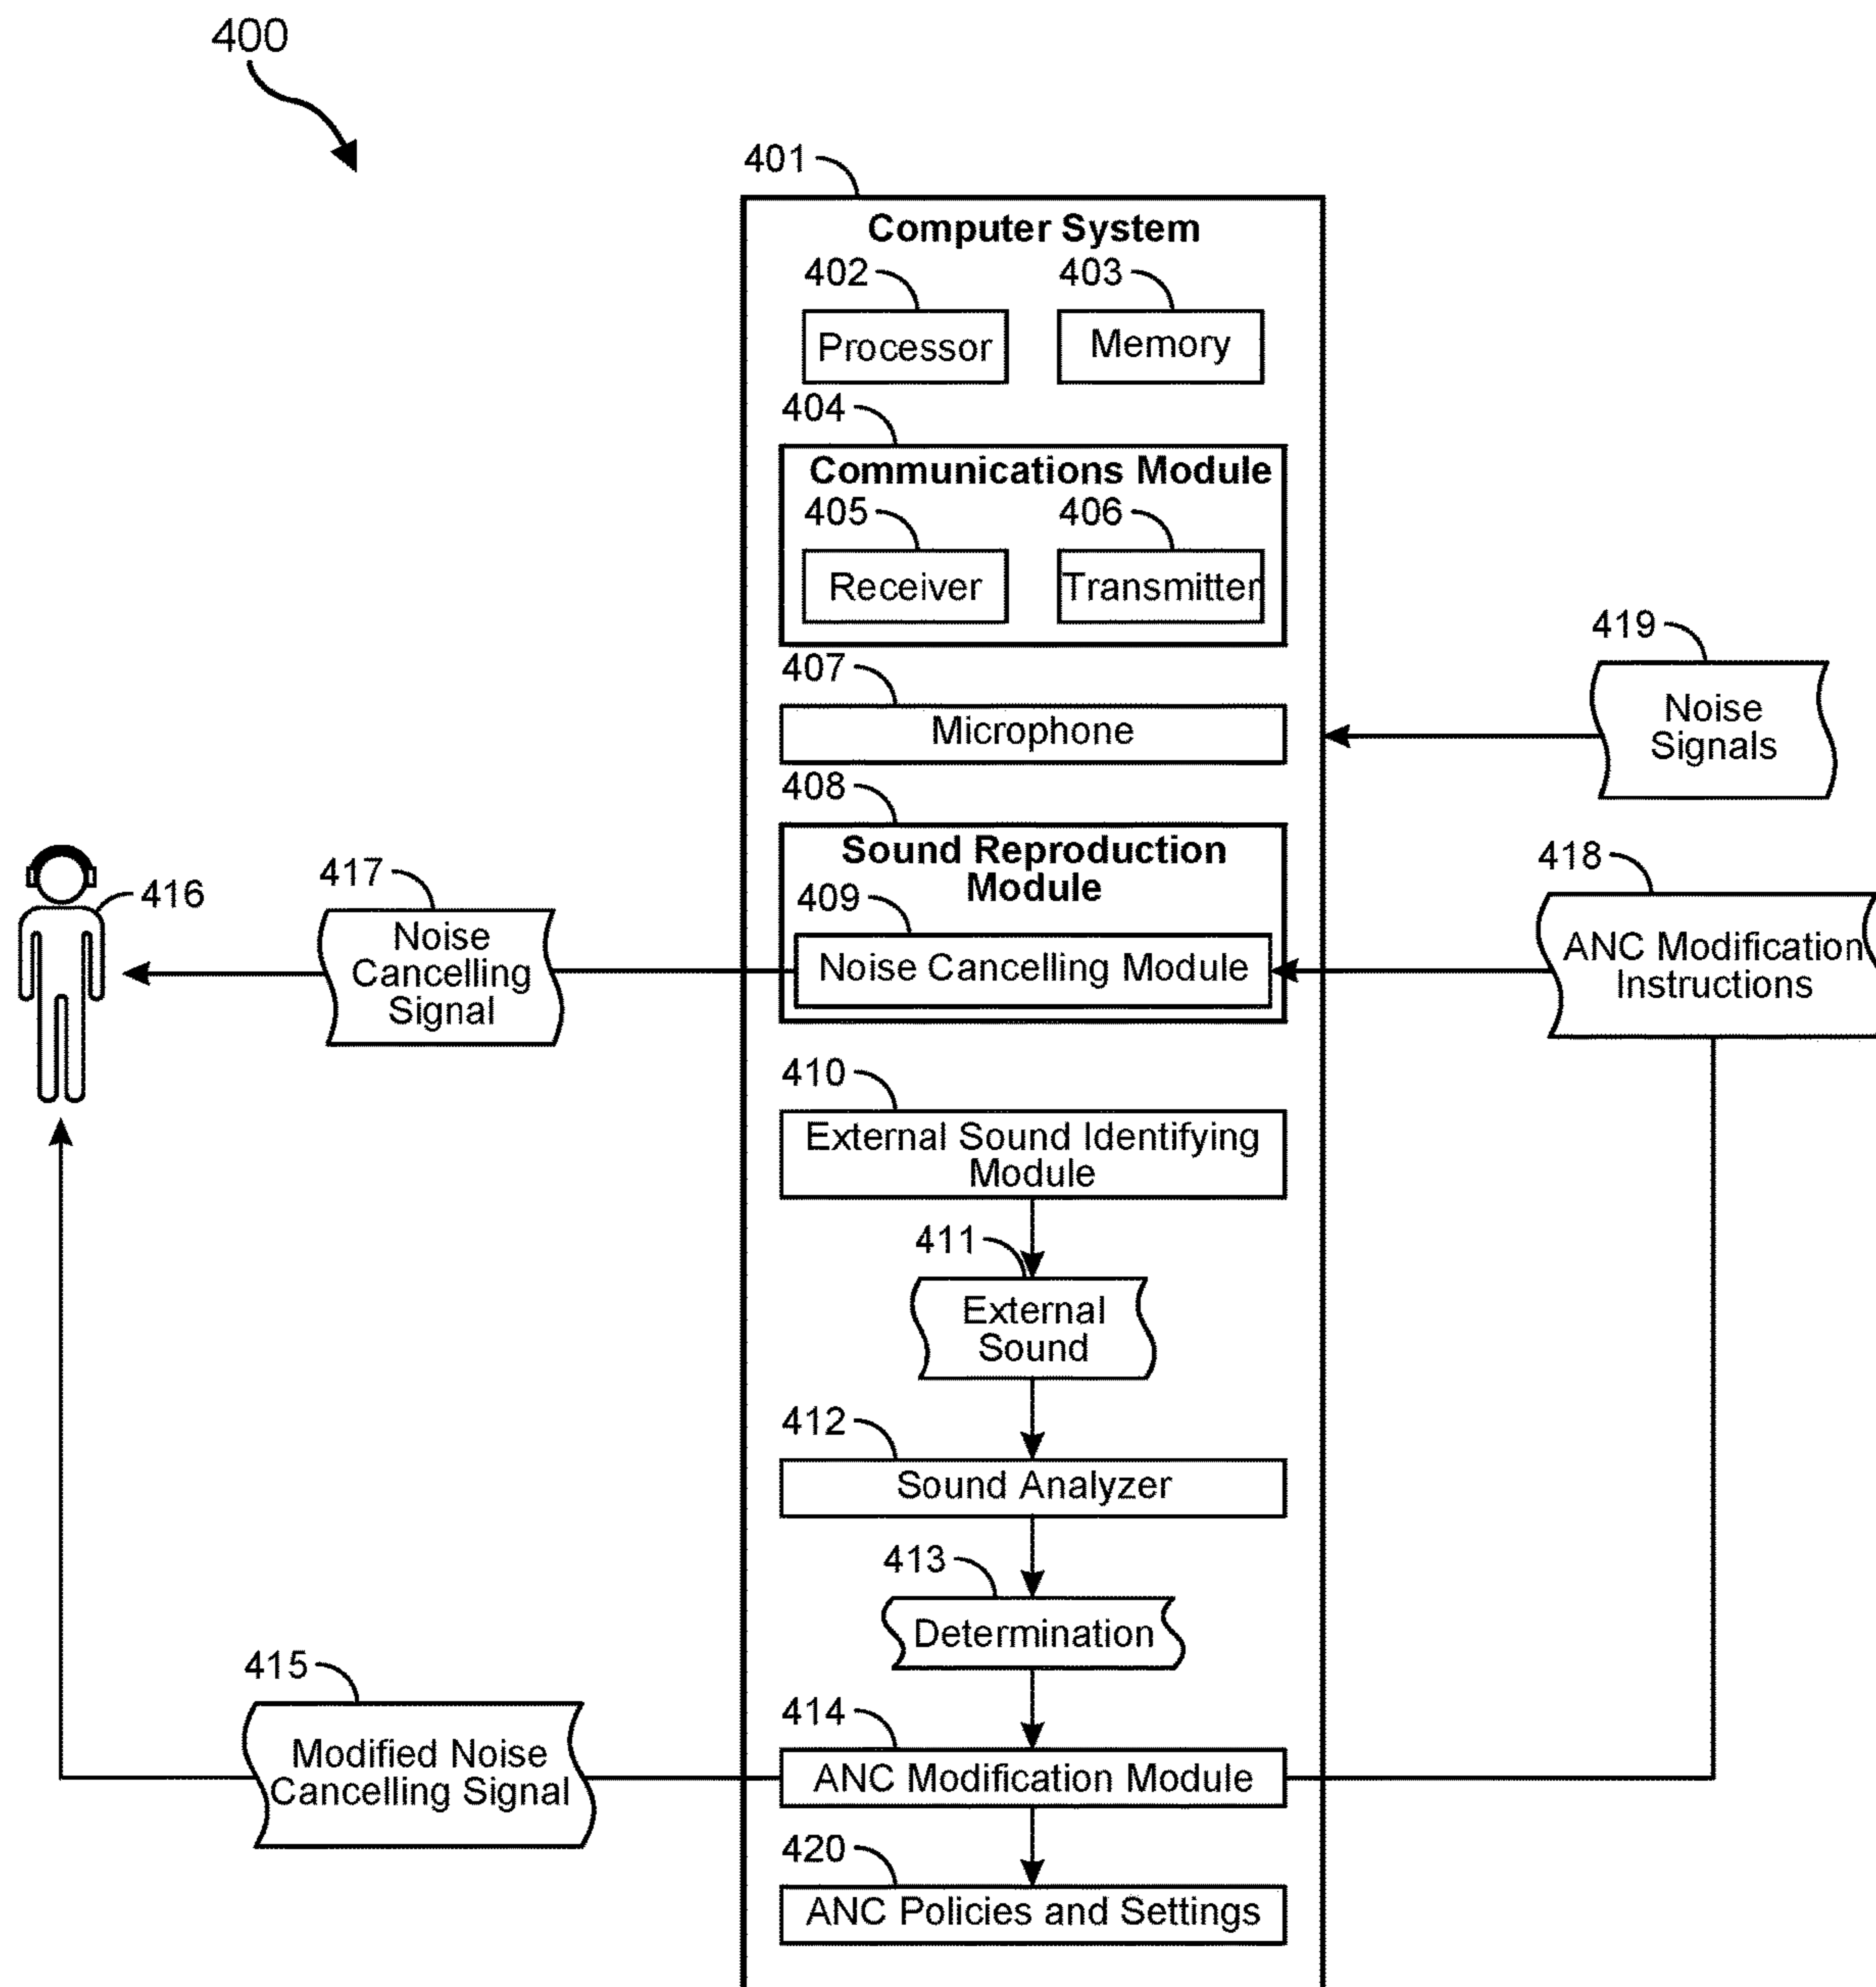 400
401
Computer System
402
403
Processor
Memory
404
Communications Module
405
406
Receiver
Transmitter
407
Microphone
419
Noise
Signals
408
Sound Reproduction
Module
409
Noise Cancelling Module
416
417
Noise
Cancelling
Signal
418
ANC Modification
Instructions
410
External Sound Identifying
Module
411
External
Sound
412
Sound Analyzer
413
Determination
414
ANC Modification Module
415
Modified Noise
Cancelling Signal
420
ANC Policies and Settings